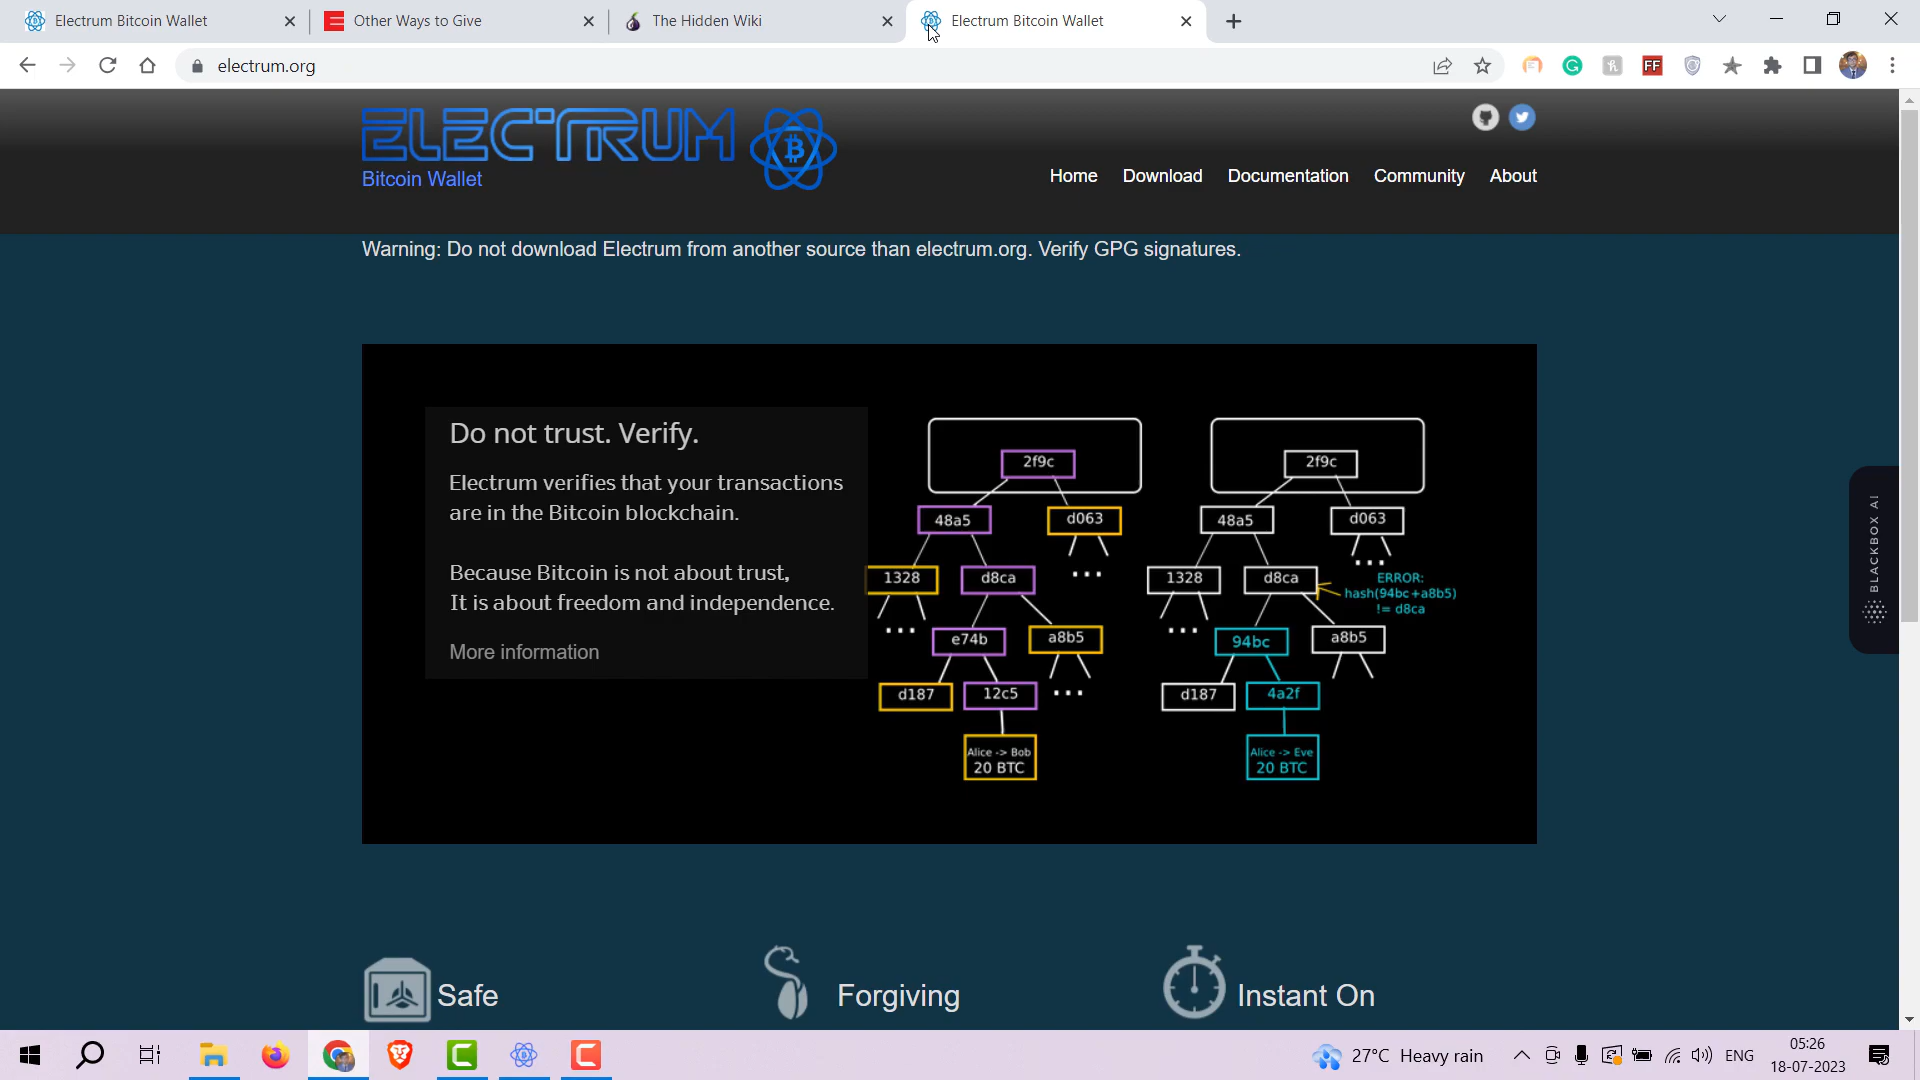 Electrum Bitcoin Wallet
Other Ways to Give
The Hidden Wiki
Electrum Bitcoin Wallet
electrum.org
FF
ELECTRUM
Bitcoin Wallet
Home
Download
Documentation
Community
About
Warning: Do not download Electrum from another source than electrum.org. Verify GPG signatures.
Do not trust. Verify.
Electrum verifies that your transactions
are in the Bitcoin blockchain.
Because Bitcoin is not about trust,
It is about freedom and independence.
More information
2f9c
48a5
d063
1328
d8ca
...
...
e74b
a8b5
d187
12c5
...
Alice -> Bob
20 BTC
2f9c
48a5
d063
1328
d8ca
...
ERROR:
hash(94bc+a8b5)
!= d8ca
...
94bc
a8b5
d187
4a2f
Alice -> Eve
20 BTC
BLACKBOX AI
Safe
Forgiving
Instant On
27°C Heavy rain
ENG
05:26
18-07-2023